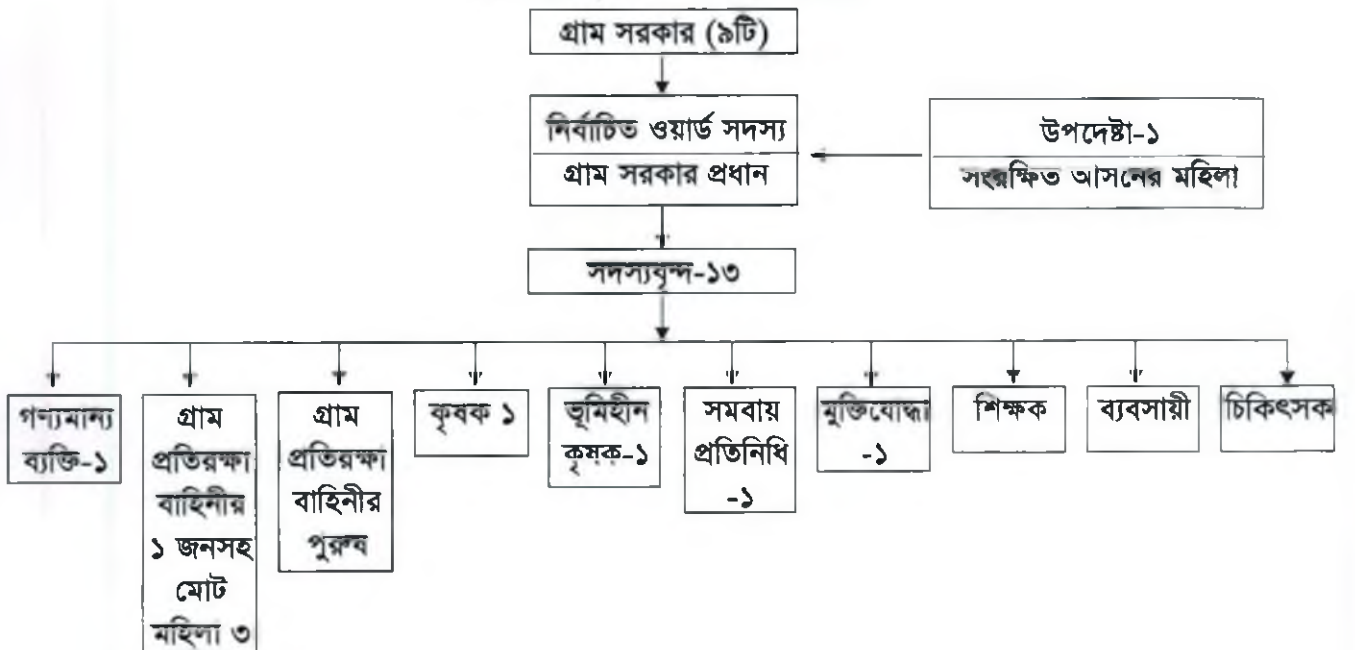 গ্রাম সরকার (৯টি)
নির্বাচিত ওয়ার্ড সদস্য
গ্রাম সরকার প্রধান
উপদেষ্টা-১
সংরক্ষিত আসনের মহিলা
সদস্যবৃন্দ-১৩
গণ্যমান্য
ব্যক্তি-১
গ্রাম
প্রতিরক্ষা
বাহিনীর
১ জনসহ
মোট
মহিলা ৩
গ্রাম
প্রতিরক্ষা
বাহিনীর
পুরুষ
কৃষক ১
ভূমিহীন
কৃষক-১
সমবায়
প্রতিনিধি
-১
মুক্তিযোদ্ধা
-১
শিক্ষক
ব্যবসায়ী
চিকিৎসক